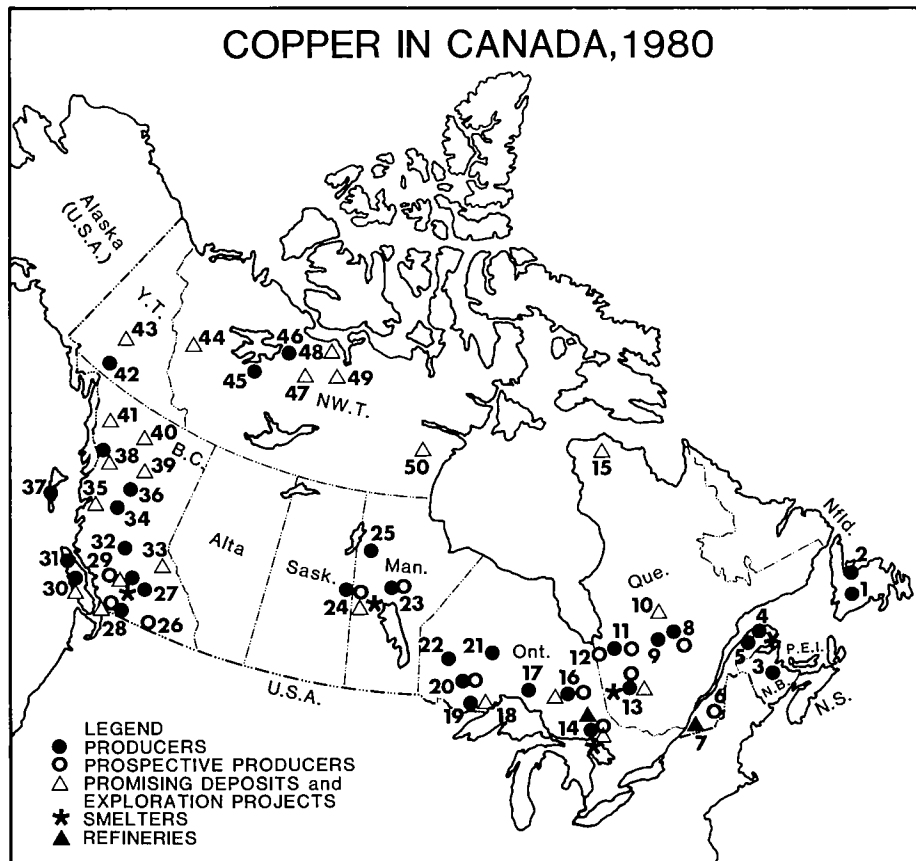 COPPER IN CANADA, 1980
Alaska
(U.S.A.)
Y.T.
43
44
46
48
42
45
47
49
NW.T.
41
40
B.C.
38
39
50
15
37
35
36
34
Nfld.
25
2
32
33
Alta
Sask.
Man.
Que.
1
31
29
10
30
27
24
23
4
8
28
26
22
21
Ont.
12
11
9
5
P.E.I.
3
N.B.
N.S.
17
16
20
13
6
U.S.A.
19
18
14
7
LEGEND
PRODUCERS
PROSPECTIVE PRODUCERS
PROMISING DEPOSITS and
EXPLORATION PROJECTS
SMELTERS
REFINERIES